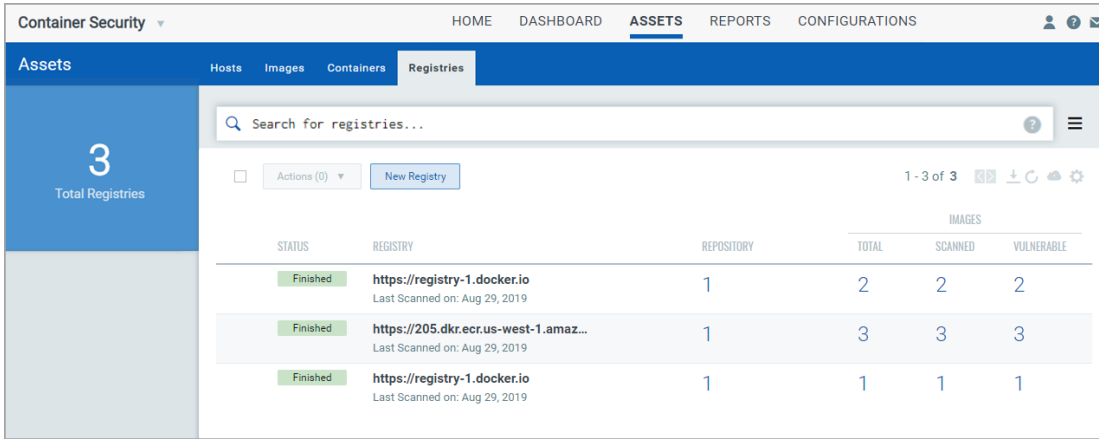 Container Security
HOME DASHBOARD ASSETS REPORTS CONFIGURATIONS
Assets
Hosts Images Containers Registries
3
Total Registries
Search for registries...
Actions (0) New Registry
1 - 3 of 3
IMAGES
STATUS REGISTRY REPOSITORY TOTAL SCANNED VULNERABLE
Finished https://registry-1.docker.io 1 2 2 2
Last Scanned on: Aug 29, 2019
Finished https://205.dkr.ecr.us-west-1.amaz... 1 3 3 3
Last Scanned on: Aug 29, 2019
Finished https://registry-1.docker.io 1 1 1 1
Last Scanned on: Aug 29, 2019